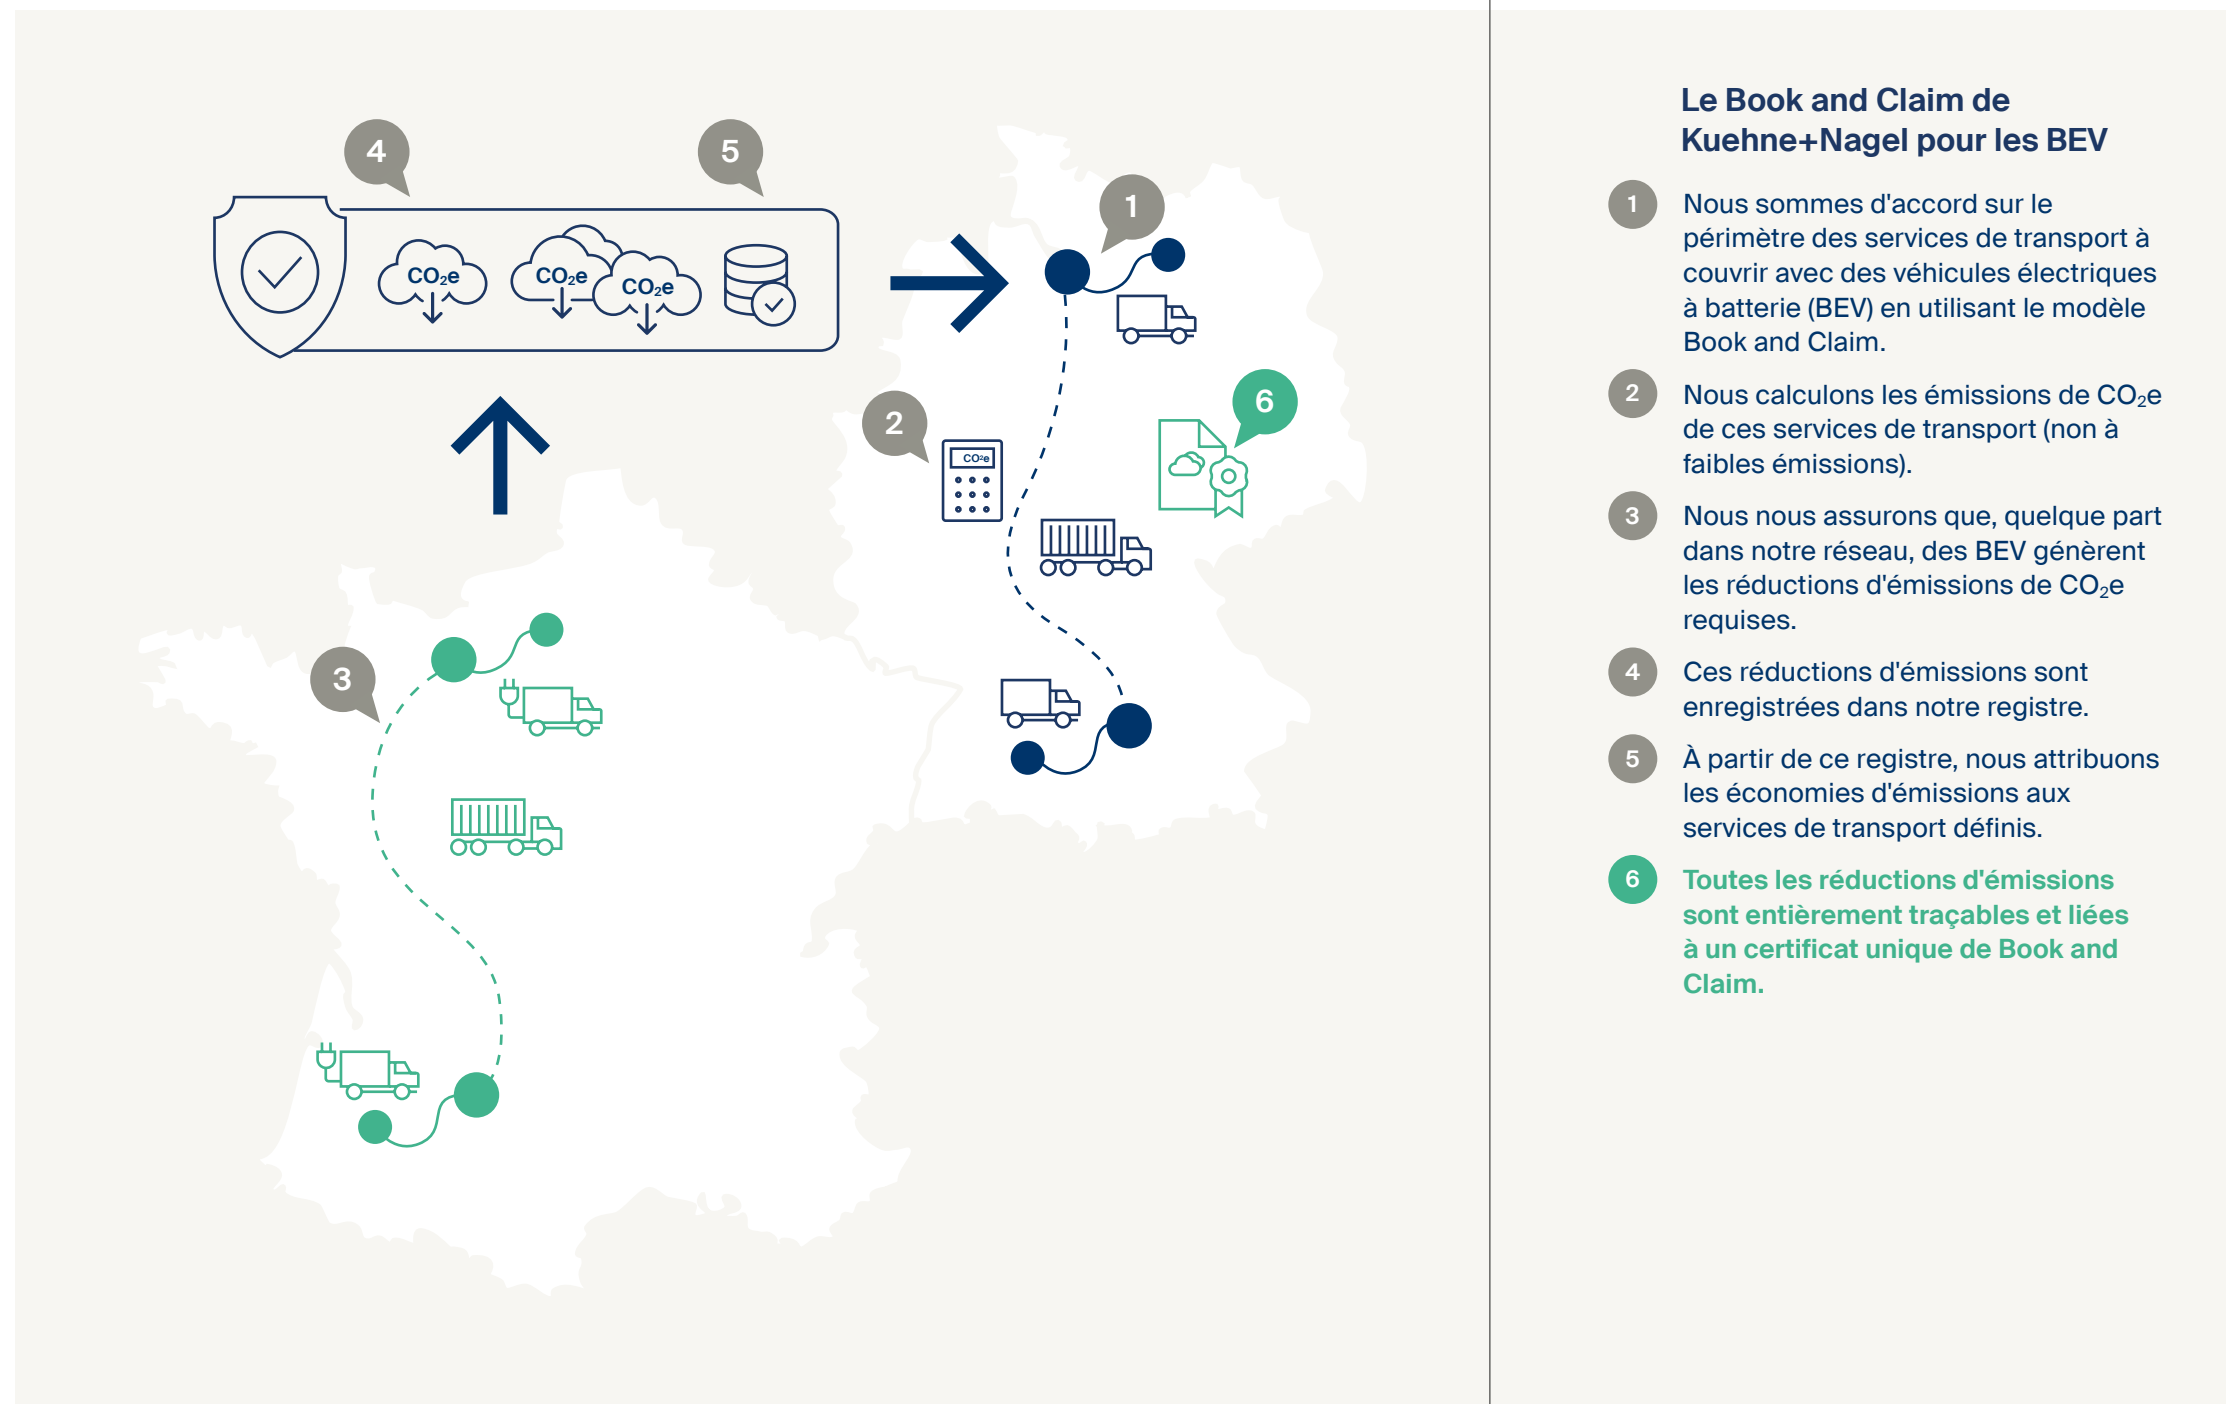 4
5
1
CO₂e
CO₂e
CO₂e
6
2
CO²e
3
Le Book and Claim de
Kuehne+Nagel pour les BEV
1 Nous sommes d'accord sur le
périmètre des services de transport à
couvrir avec des véhicules électriques
à batterie (BEV) en utilisant le modèle
Book and Claim.
2 Nous calculons les émissions de CO₂e
de ces services de transport (non à
faibles émissions).
3 Nous nous assurons que, quelque part
dans notre réseau, des BEV génèrent
les réductions d'émissions de CO₂e
requises.
4 Ces réductions d'émissions sont
enregistrées dans notre registre.
5 À partir de ce registre, nous attribuons
les économies d'émissions aux
services de transport définis.
6 Toutes les réductions d'émissions
sont entièrement traçables et liées
à un certificat unique de Book and
Claim.